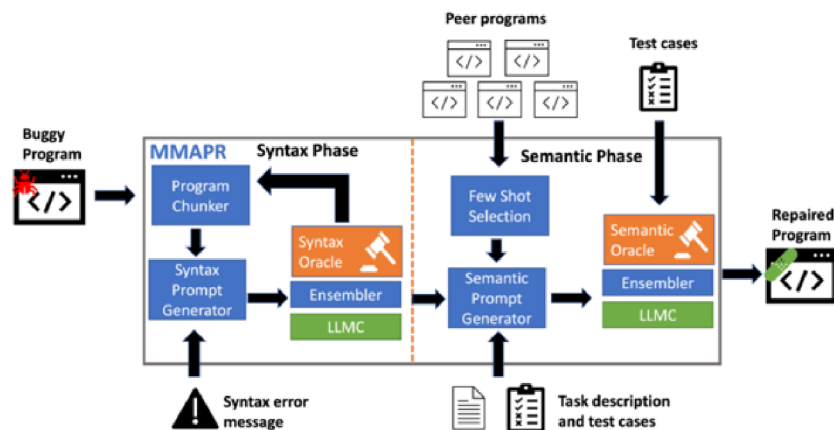 Peer programs
</>
</>
</>
</>
</>
Test cases
Buggy
Program
</>
MMAPR
Syntax Phase
Semantic Phase
Program
Chunker
Syntax
Oracle
Syntax
Prompt
Generator
Ensembler
LLMC
Few Shot
Selection
Semantic
Oracle
Semantic
Prompt
Generator
Ensembler
LLMC
Repaired
Program
</>
Syntax error
message
Task description
and test cases